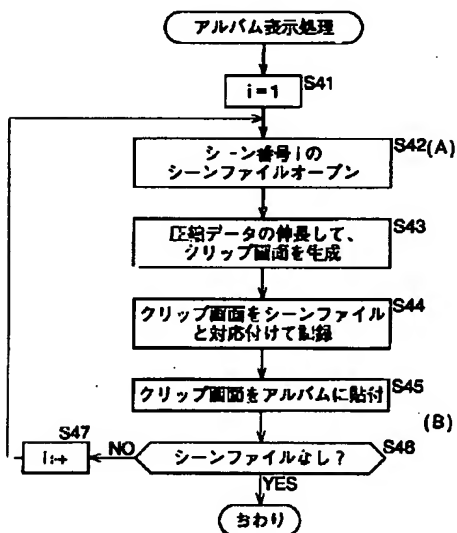 アルバム表示処理
S41
i=1
S42(A)
シーン番号iの
シーンファイルオープン
S43
圧縮データの伸長して、
クリップ画面を生成
S44
クリップ画面をシーンファイル
と対応付けて記録
S45
クリップ画面をアルバムに貼付
(B)
S47
i++
NO
シーンファイルなし?
S46
YES
おわり